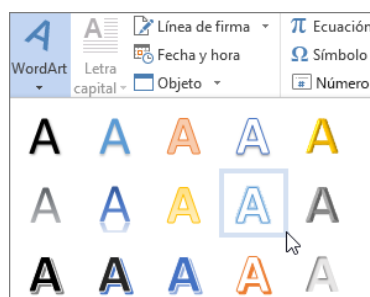 WordArt
Letra capital
Línea de firma
Fecha y hora
Objeto
Ecuación
Símbolo
# Número
A A A A A
A A A A A
A A A A A